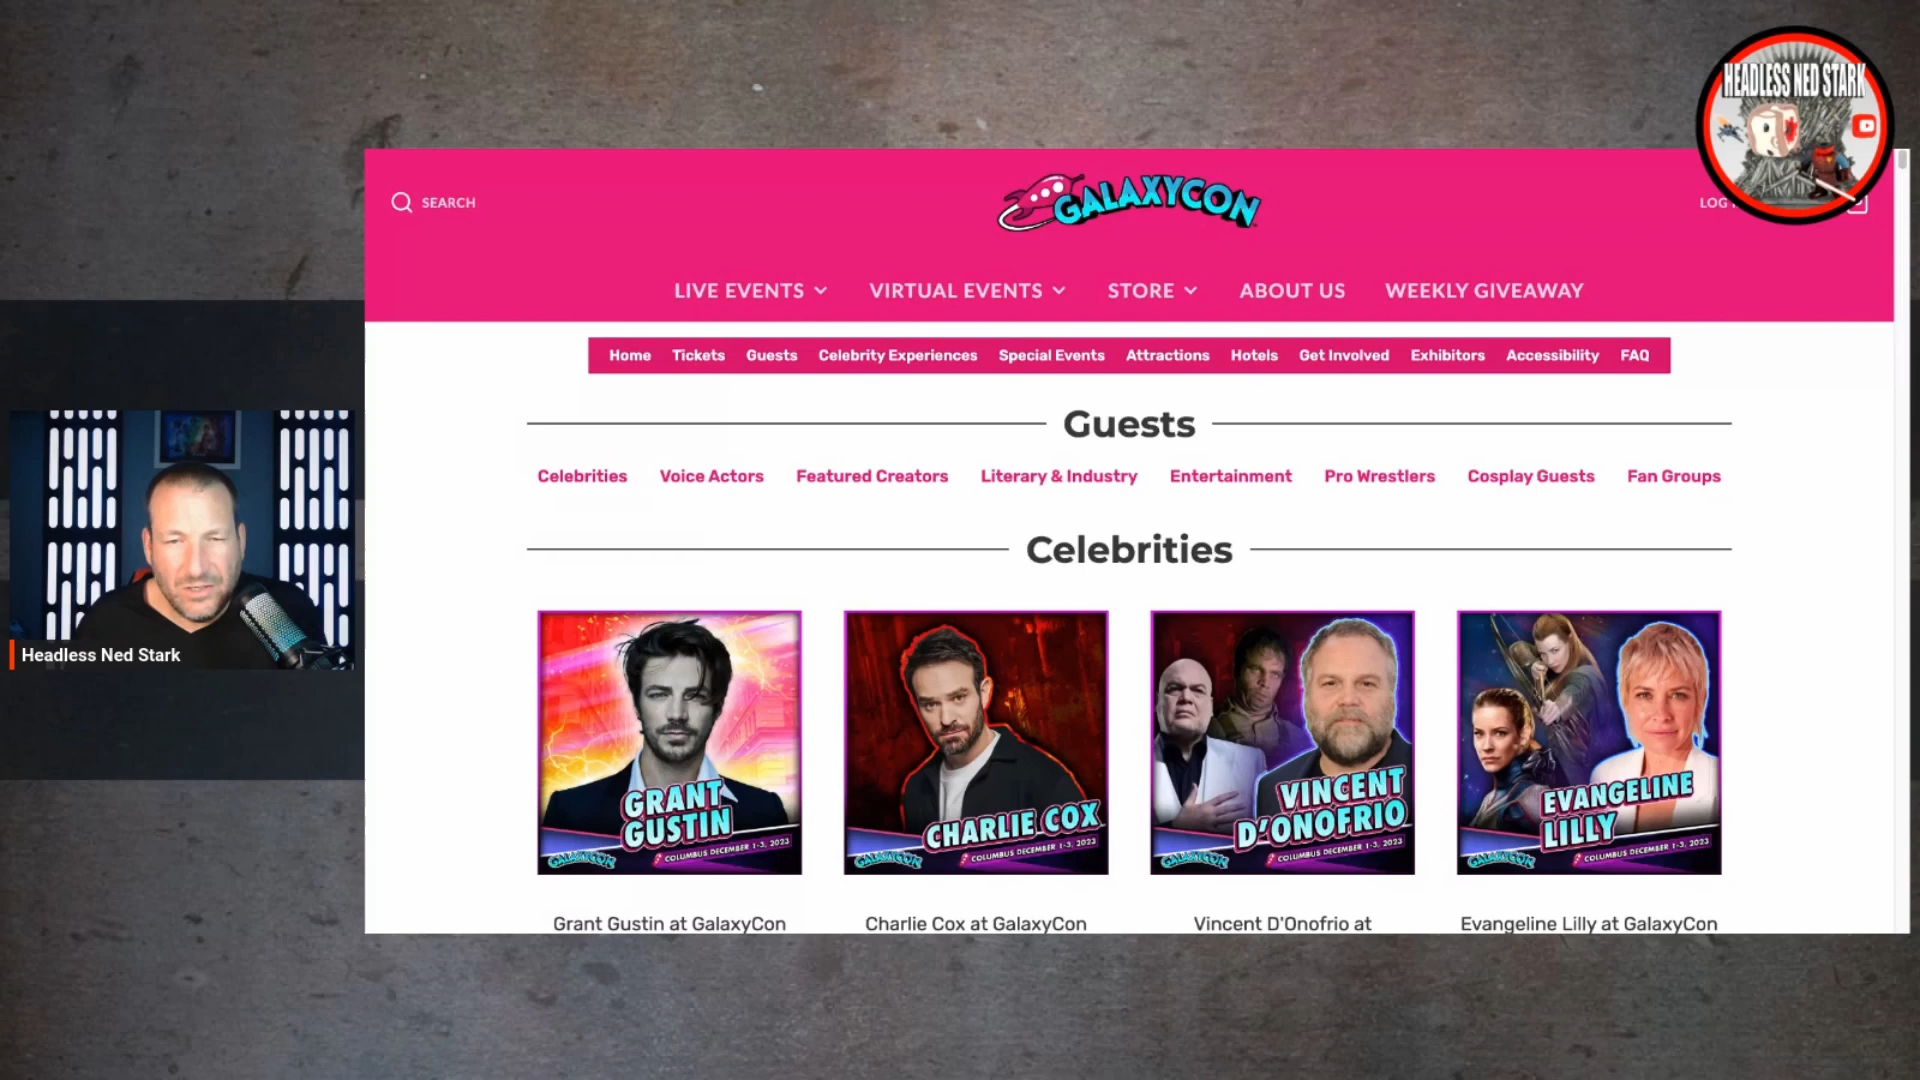 HEADLESS NED STARK
SEARCH
GALAXYCON
LOG
LIVE EVENTS
VIRTUAL EVENTS
STORE
ABOUT US
WEEKLY GIVEAWAY
Home
Tickets
Guests
Celebrity Experiences
Special Events
Attractions
Hotels
Get Involved
Exhibitors
Accessibility
FAQ
Guests
Celebrities
Voice Actors
Featured Creators
Literary & Industry
Entertainment
Pro Wrestlers
Cosplay Guests
Fan Groups
Celebrities
GRANT
GUSTIN
GALAXYCON
COLUMBUS DECEMBER 1-3, 2023
CHARLIE COX
GALAXYCON
COLUMBUS DECEMBER 1-3, 2023
VINCENT
D'ONOFRIO
GALAXYCON
COLUMBUS DECEMBER 1-3, 2023
EVANGELINE
LILLY
GALAXYCON
COLUMBUS DECEMBER 1-3, 2023
Headless Ned Stark
Grant Gustin at GalaxyCon
Charlie Cox at GalaxyCon
Vincent D'Onofrio at
Evangeline Lilly at GalaxyCon